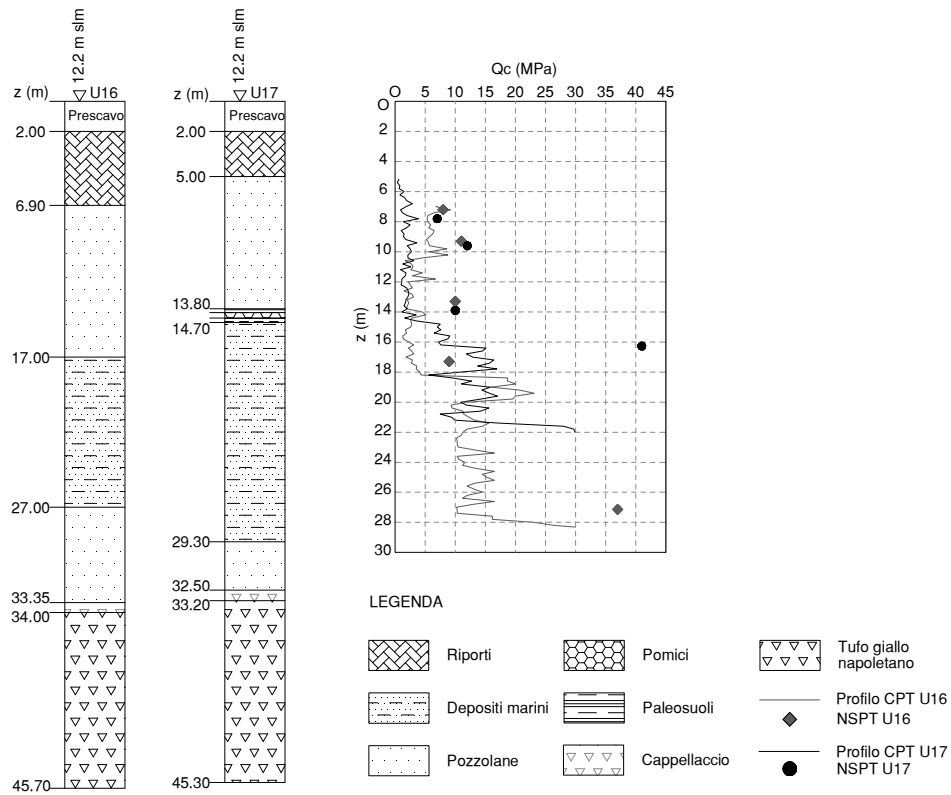 12.2 m slm
z (m)
U16
Prescavo
2.00
6.90
17.00
27.00
33.35
34.00
45.70
12.2 m slm
z (m)
U17
Prescavo
2.00
5.00
13.80
14.70
29.30
32.50
33.20
45.30
Qc (MPa)
O 5 10 15 20 25 30 35 40 45
O
2
4
6
8
10
12
14
16
18
20
22
24
26
28
30
z (m)
LEGENDA
Riporti
Depositi marini
Pozzolane
Pomici
Paleosuoli
Cappellaccio
Tufo giallo
napoletano
Profilo CPT U16
NSPT U16
Profilo CPT U17
NSPT U17